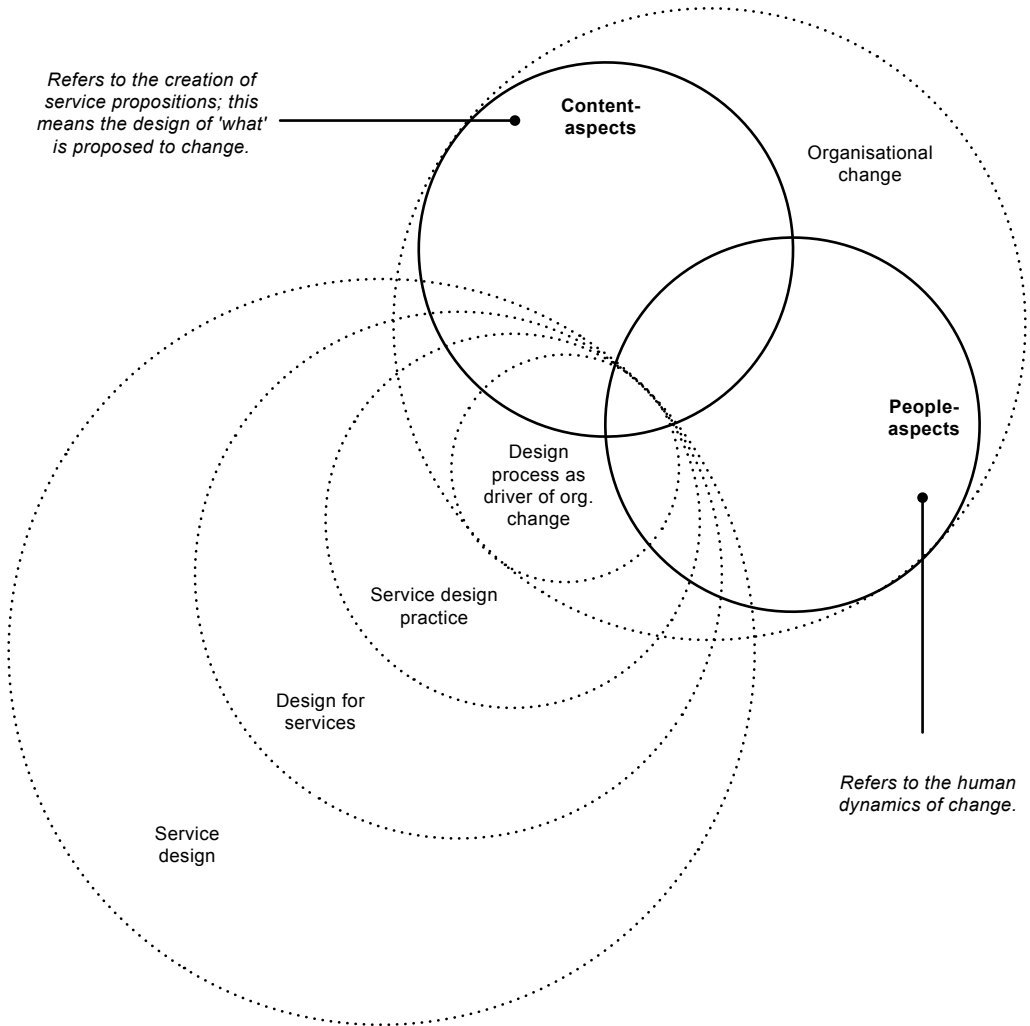 Refers to the creation of
service propositions; this
means the design of 'what'
is proposed to change.
Content-
aspects
Organisational
change
People-
aspects
Design
process as
driver of org.
change
Service design
practice
Design for
services
Refers to the human
dynamics of change.
Service
design